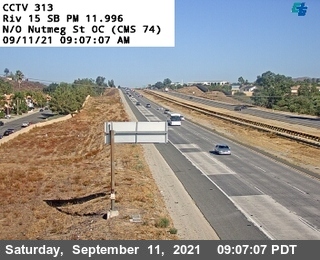 CCTV 313
Riv 15 SB PM 11.996
N/O Nutmeg St OC (CMS 74)
09/11/21 09:07:07 AM
Saturday, September 11, 2021 09:07:07 PDT